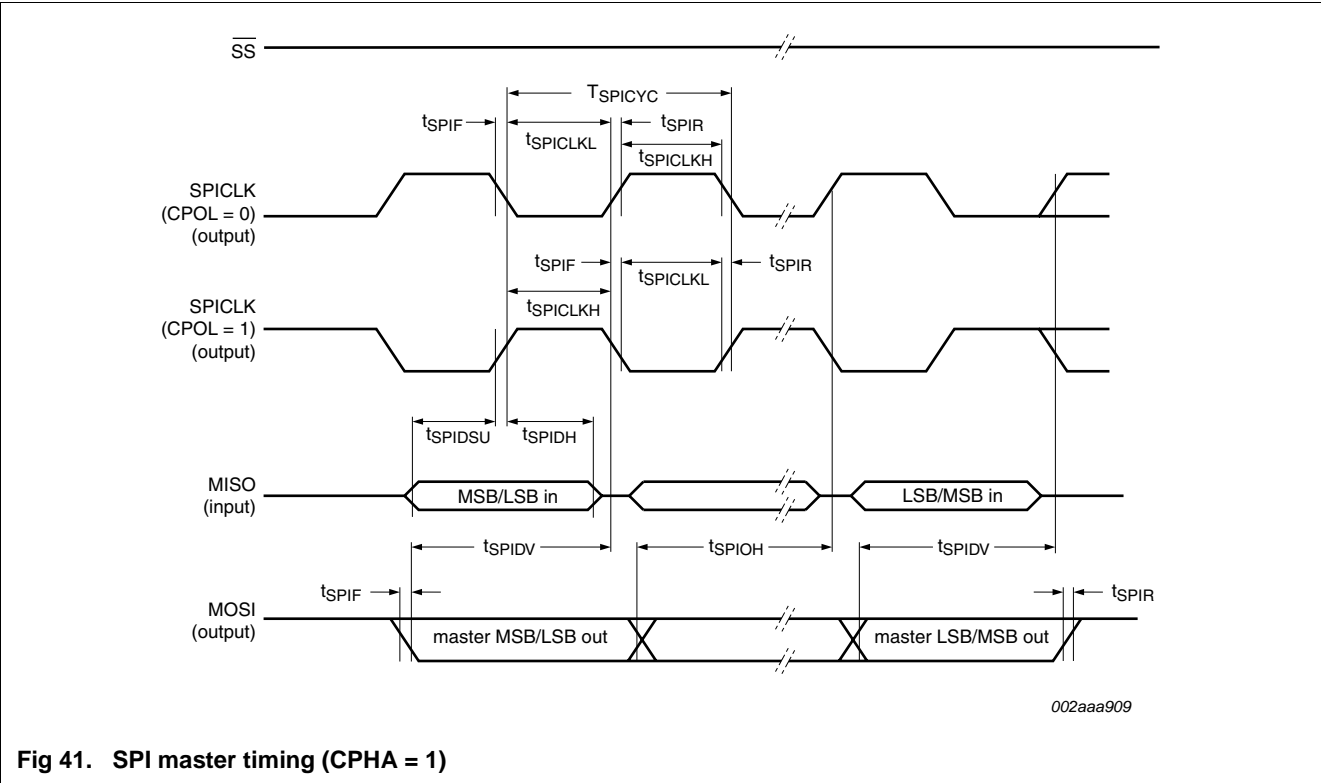 SS
TSPICYC
tSPIF
tSPICLKL
tSPIR
tSPICLKH
SPICLK
(CPOL = 0)
(output)
tSPIF
tSPICLKL
tSPIR
tSPICLKH
SPICLK
(CPOL = 1)
(output)
tSPIDSU
tSPIDH
MISO
(input)
MSB/LSB in
LSB/MSB in
tSPIDV
tSPIOH
tSPIDV
tSPIF
tSPIR
MOSI
(output)
master MSB/LSB out
master LSB/MSB out
002aaa909
Fig 41. SPI master timing (CPHA = 1)